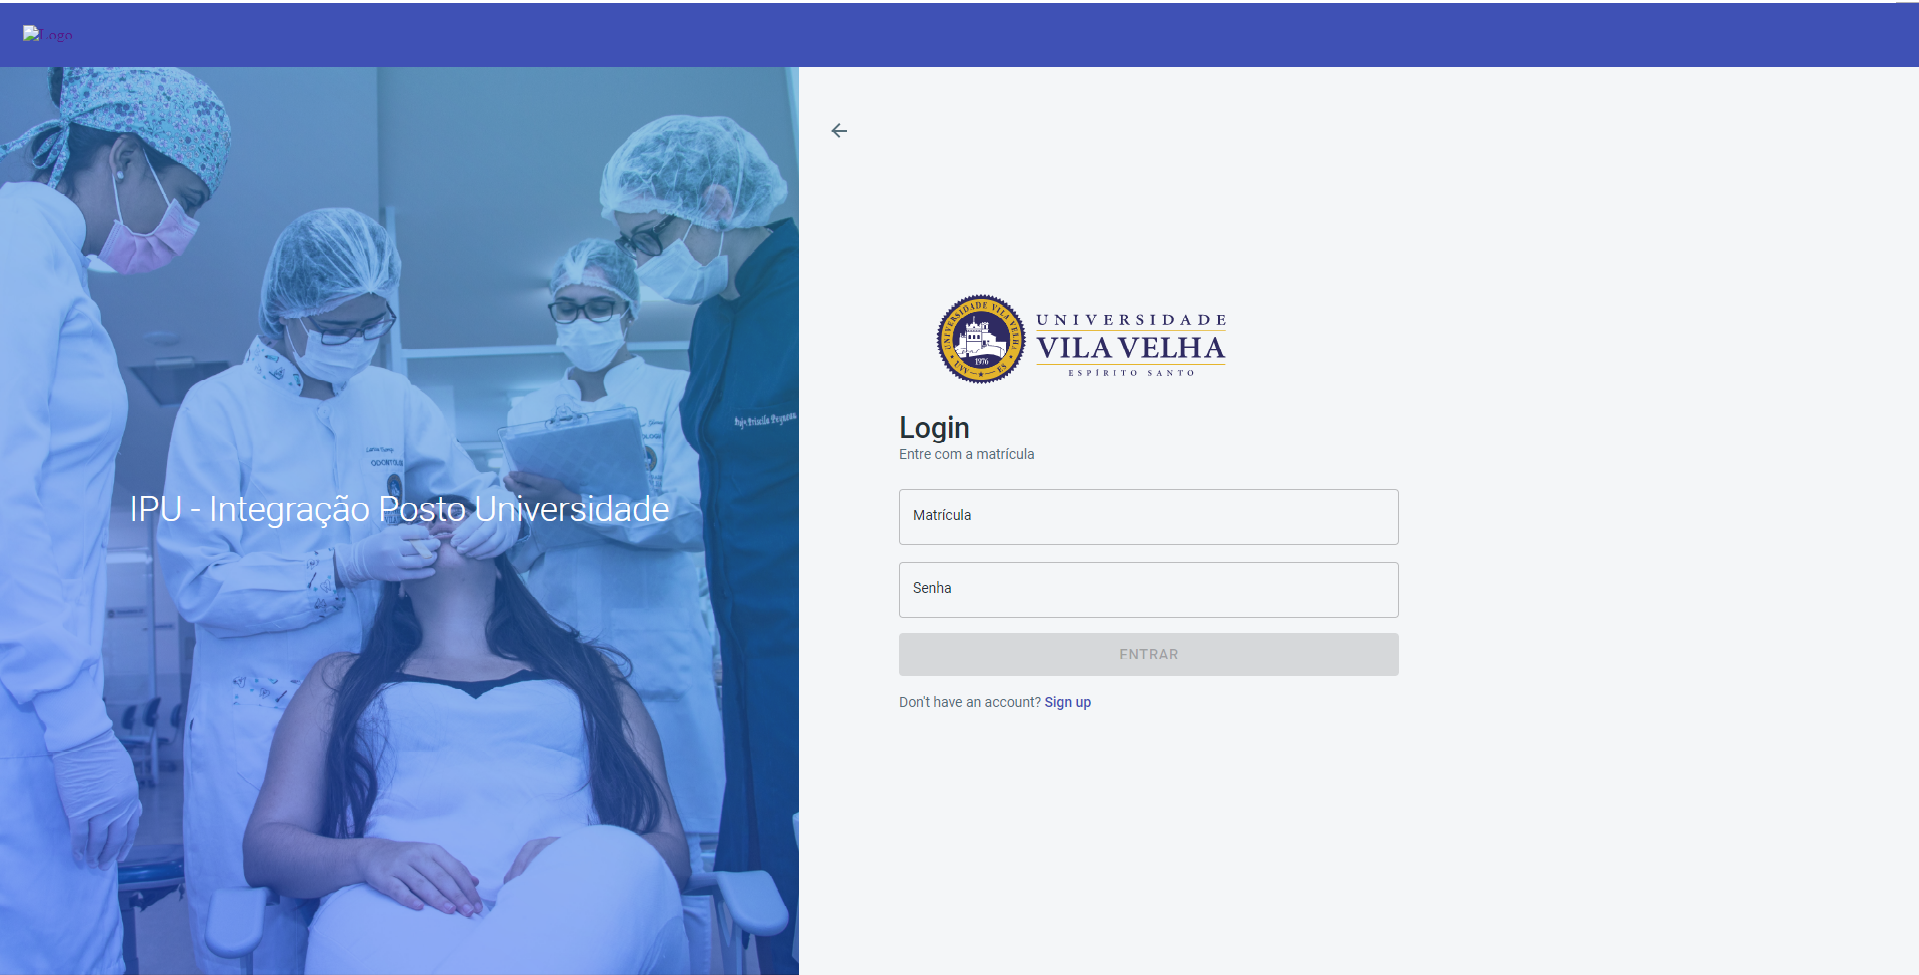 Logo
IPU - Integração Posto Universidade
ODONTOLOGIA
UNIVERSIDADE VILA VELHA
1976
UVV - ES
UNIVERSIDADE
VILA VELHA
ESPÍRITO SANTO
Login
Entre com a matrícula
Matrícula
Senha
ENTRAR
Don't have an account? Sign up